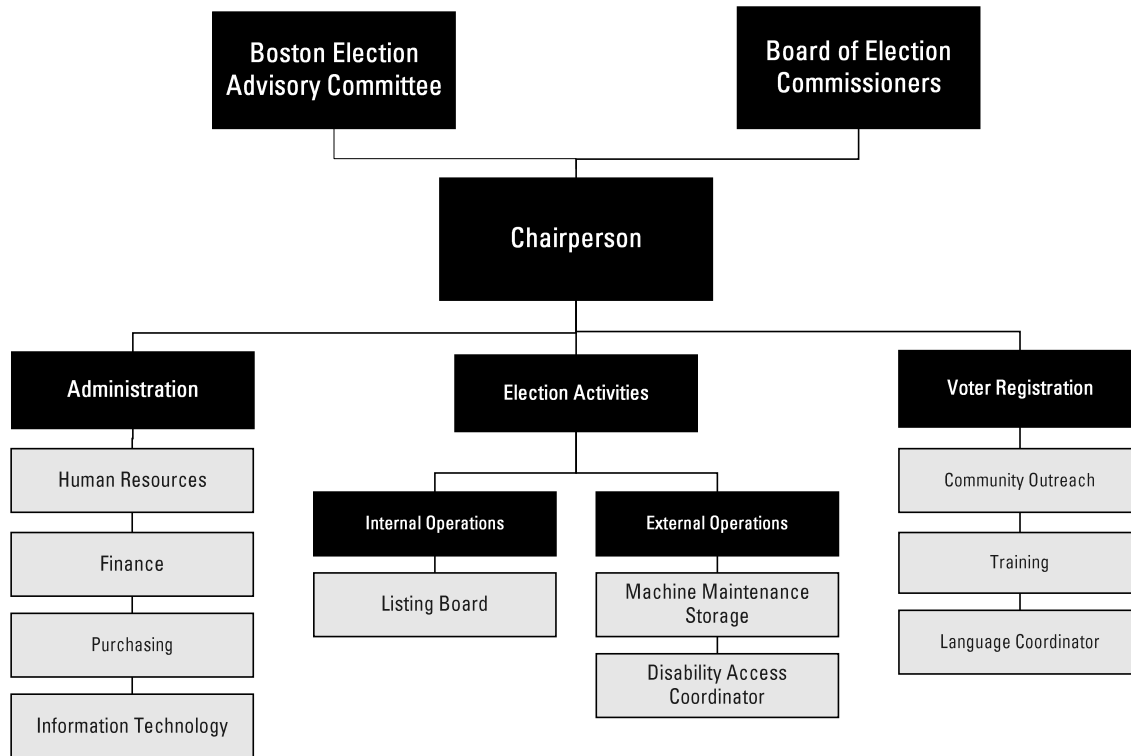 Boston Election
Advisory Committee
Board of Election
Commissioners
Chairperson
Administration
Election Activities
Voter Registration
Human Resources
Finance
Purchasing
Information Technology
Internal Operations
Listing Board
External Operations
Machine Maintenance
Storage
Disability Access
Coordinator
Community Outreach
Training
Language Coordinator